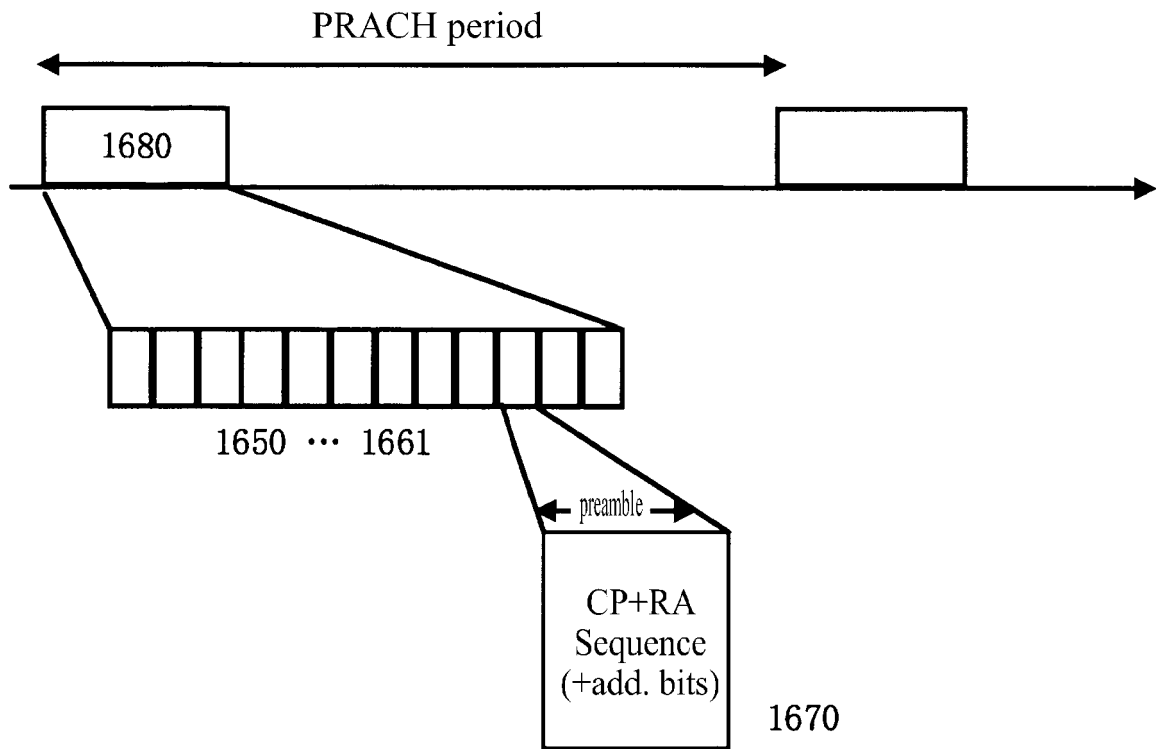 PRACH period
1680
1650 ··· 1661
preamble
CP+RA
Sequence
(+add. bits)
1670